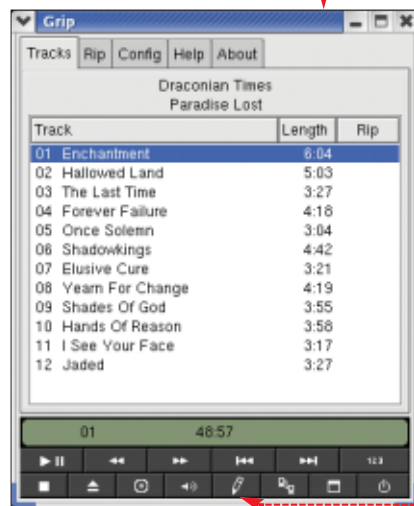 Grip
Tracks Rip Config Help About
Draconian Times
Paradise Lost
Track Length Rip
01 Enchantment 6:04
02 Hallowed Land 5:03
03 The Last Time 3:27
04 Forever Failure 4:18
05 Once Solemn 3:04
06 Shadowkings 4:42
07 Elusive Cure 3:21
08 Yearn For Change 4:19
09 Shades Of God 3:55
10 Hands Of Reason 3:58
11 I See Your Face 3:17
12 Jaded 3:27
01 48:57
123